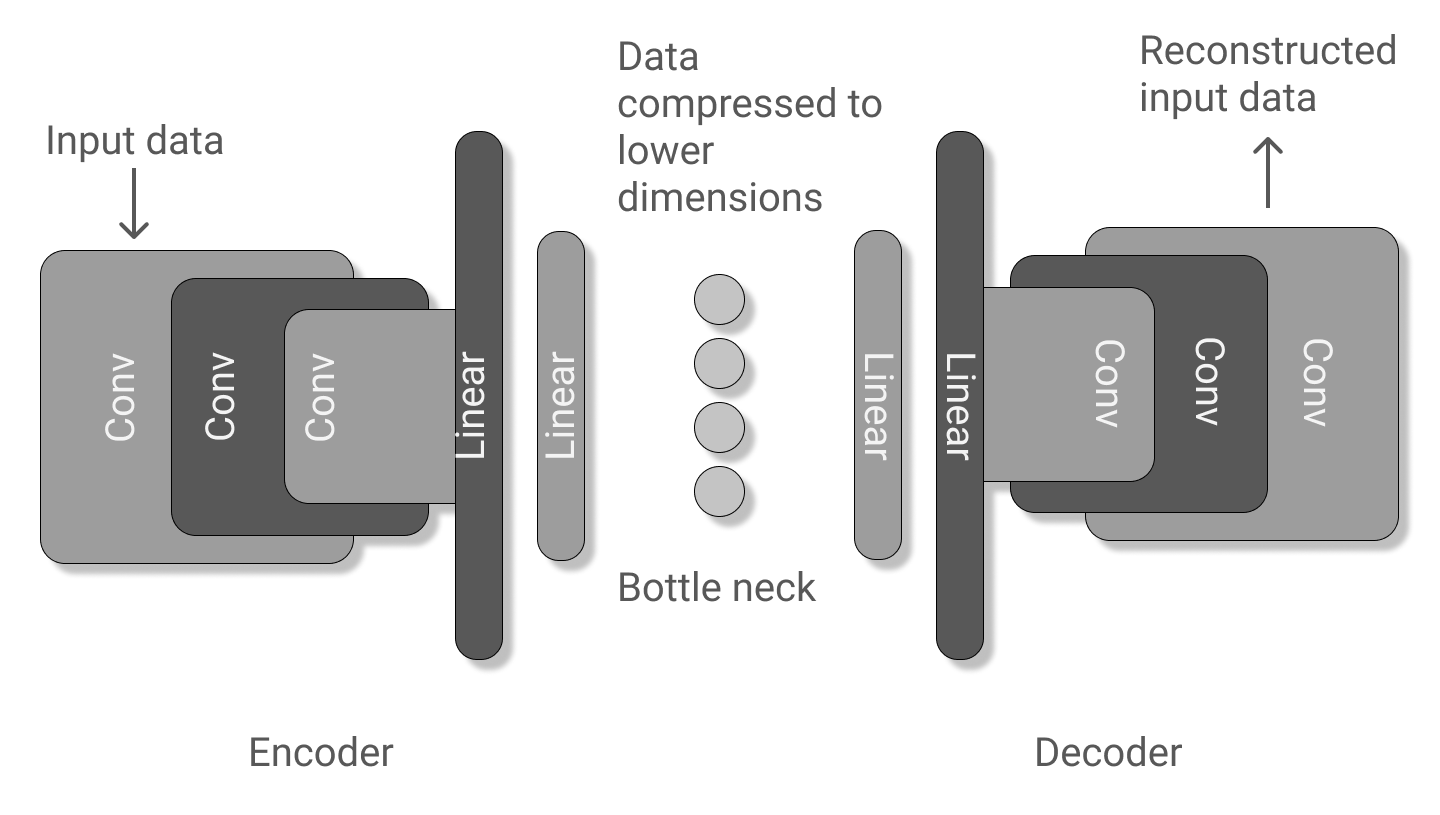 Input data
Conv
Conv
Conv
Linear
Linear
Data
compressed to
lower
dimensions
Bottle neck
Linear
Linear
Conv
Conv
Conv
Reconstructed
input data
Encoder
Decoder